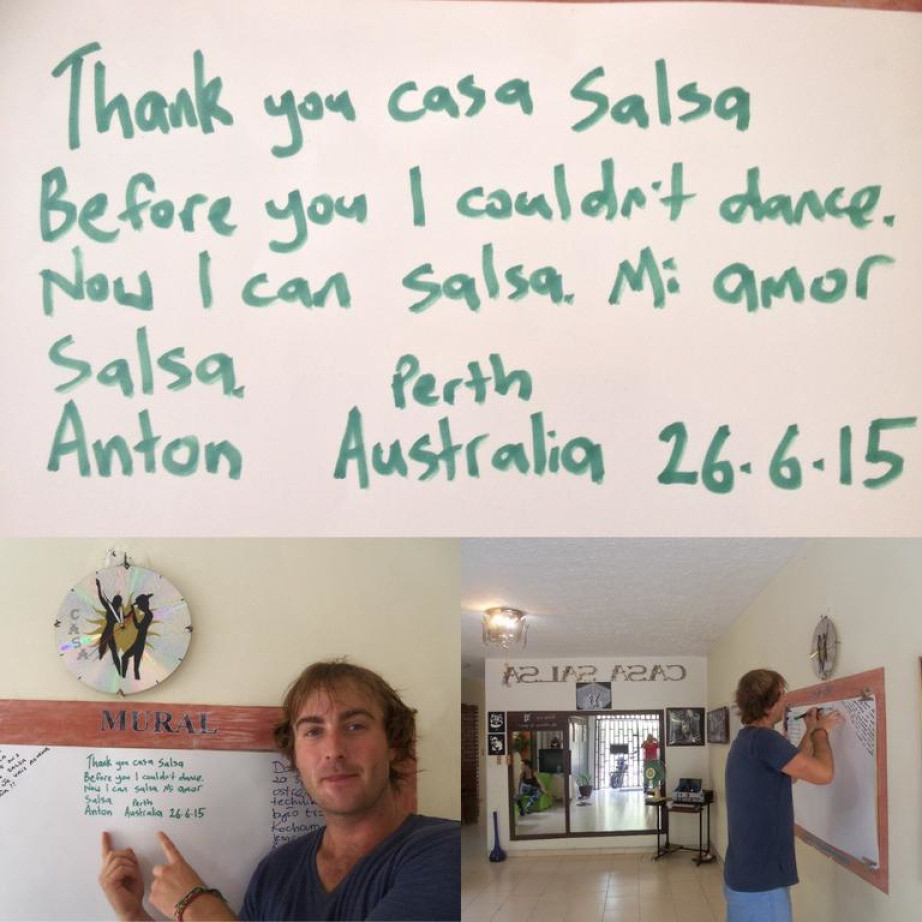 Thank you casa Salsa
Before you I couldn't dance.
Now I can salsa. Mi amor
Salsa.
Perth
Anton Australia 26.6.15
CASA
MURAL
Thank you casa Salsa
Before you I couldn't dance.
Now I can salsa Mi amor
Salsa Perth
Anton Australia 26.6.15
CASA SALSA